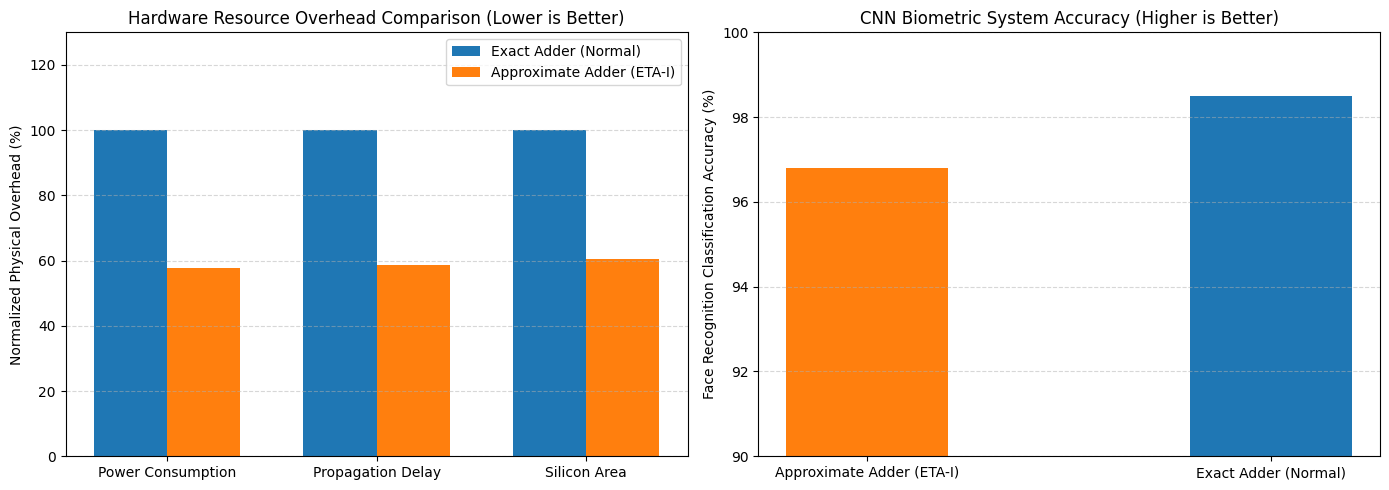 Hardware Resource Overhead Comparison (Lower is Better)
Normalized Physical Overhead (%)
120
100
80
60
40
20
0
Exact Adder (Normal)
Approximate Adder (ETA-I)
Power Consumption
Propagation Delay
Silicon Area
CNN Biometric System Accuracy (Higher is Better)
Face Recognition Classification Accuracy (%)
100
98
96
94
92
90
Approximate Adder (ETA-I)
Exact Adder (Normal)